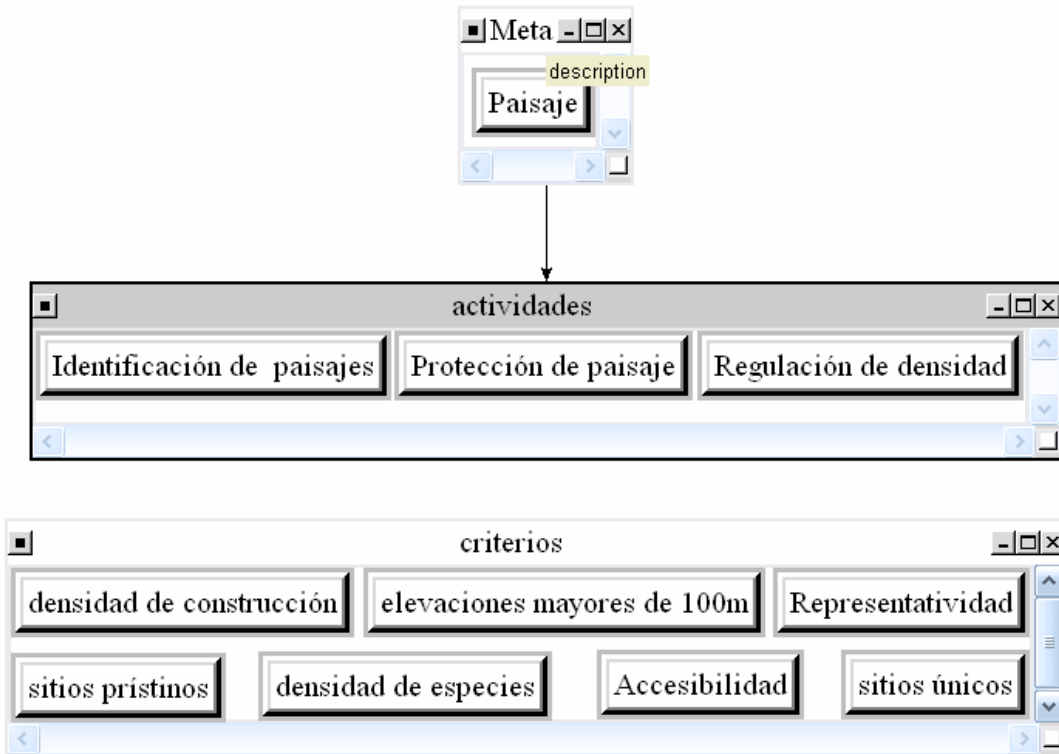 Meta
description
Paisaje
actividades
Identificación de paisajes
Protección de paisaje
Regulación de densidad
criterios
densidad de construcción
elevaciones mayores de 100m
Representatividad
sitios prístinos
densidad de especies
Accesibilidad
sitios únicos